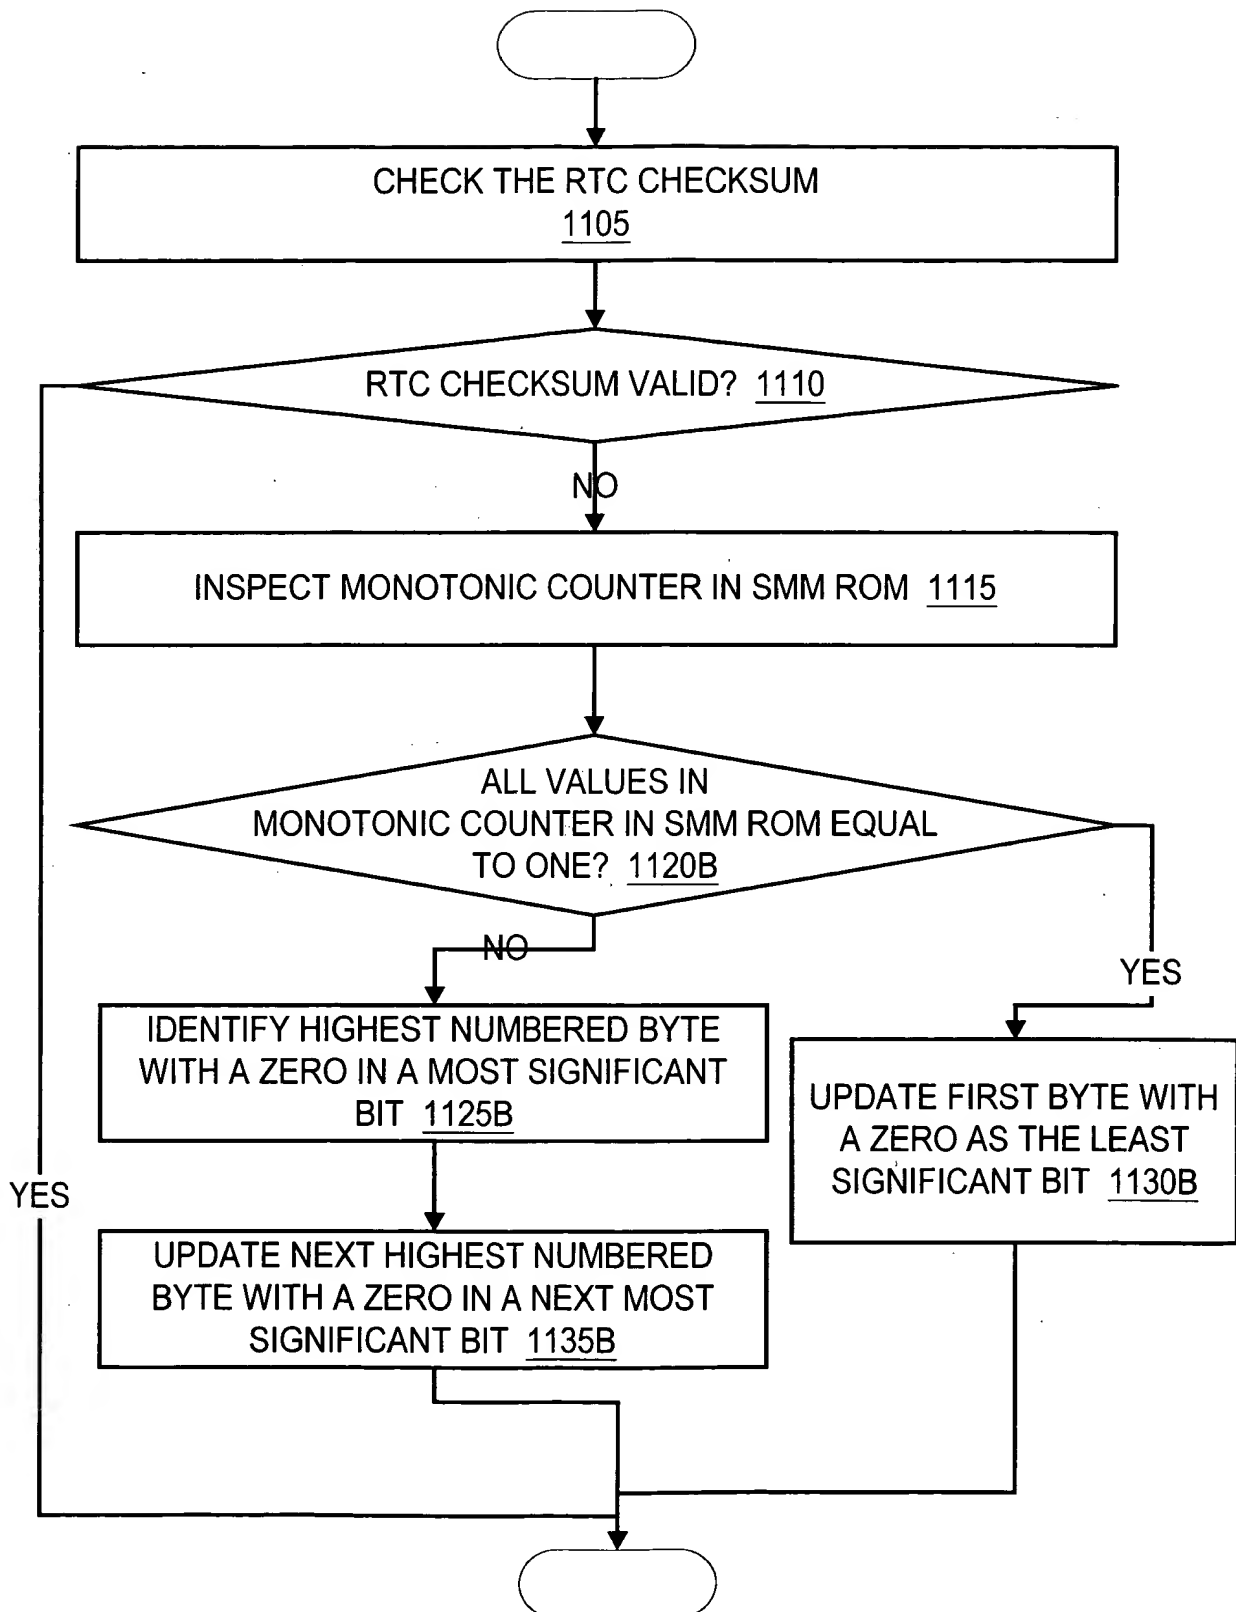 CHECK THE RTC CHECKSUM
1105
RTC CHECKSUM VALID? 1110
NO
INSPECT MONOTONIC COUNTER IN SMM ROM 1115
ALL VALUES IN
MONOTONIC COUNTER IN SMM ROM EQUAL
TO ONE? 1120B
NO
YES
IDENTIFY HIGHEST NUMBERED BYTE
WITH A ZERO IN A MOST SIGNIFICANT
BIT 1125B
UPDATE FIRST BYTE WITH
A ZERO AS THE LEAST
SIGNIFICANT BIT 1130B
YES
UPDATE NEXT HIGHEST NUMBERED
BYTE WITH A ZERO IN A NEXT MOST
SIGNIFICANT BIT 1135B